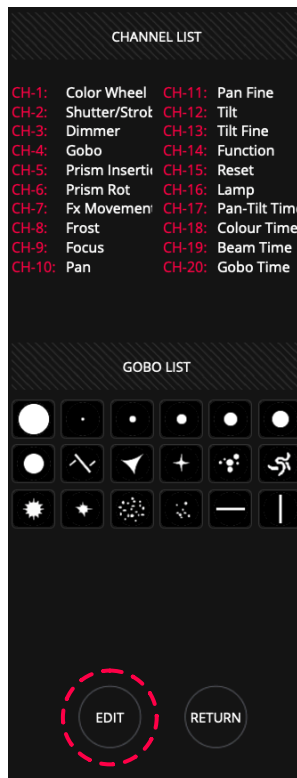 CHANNEL LIST
CH-1: Color Wheel CH-11: Pan Fine
CH-2: Shutter/Strob CH-12: Tilt
CH-3: Dimmer CH-13: Tilt Fine
CH-4: Gobo CH-14: Function
CH-5: Prism Insertio CH-15: Reset
CH-6: Prism Rot CH-16: Lamp
CH-7: Fx Movement CH-17: Pan-Tilt Time
CH-8: Frost CH-18: Colour Time
CH-9: Focus CH-19: Beam Time
CH-10: Pan CH-20: Gobo Time
GOBO LIST
EDIT RETURN